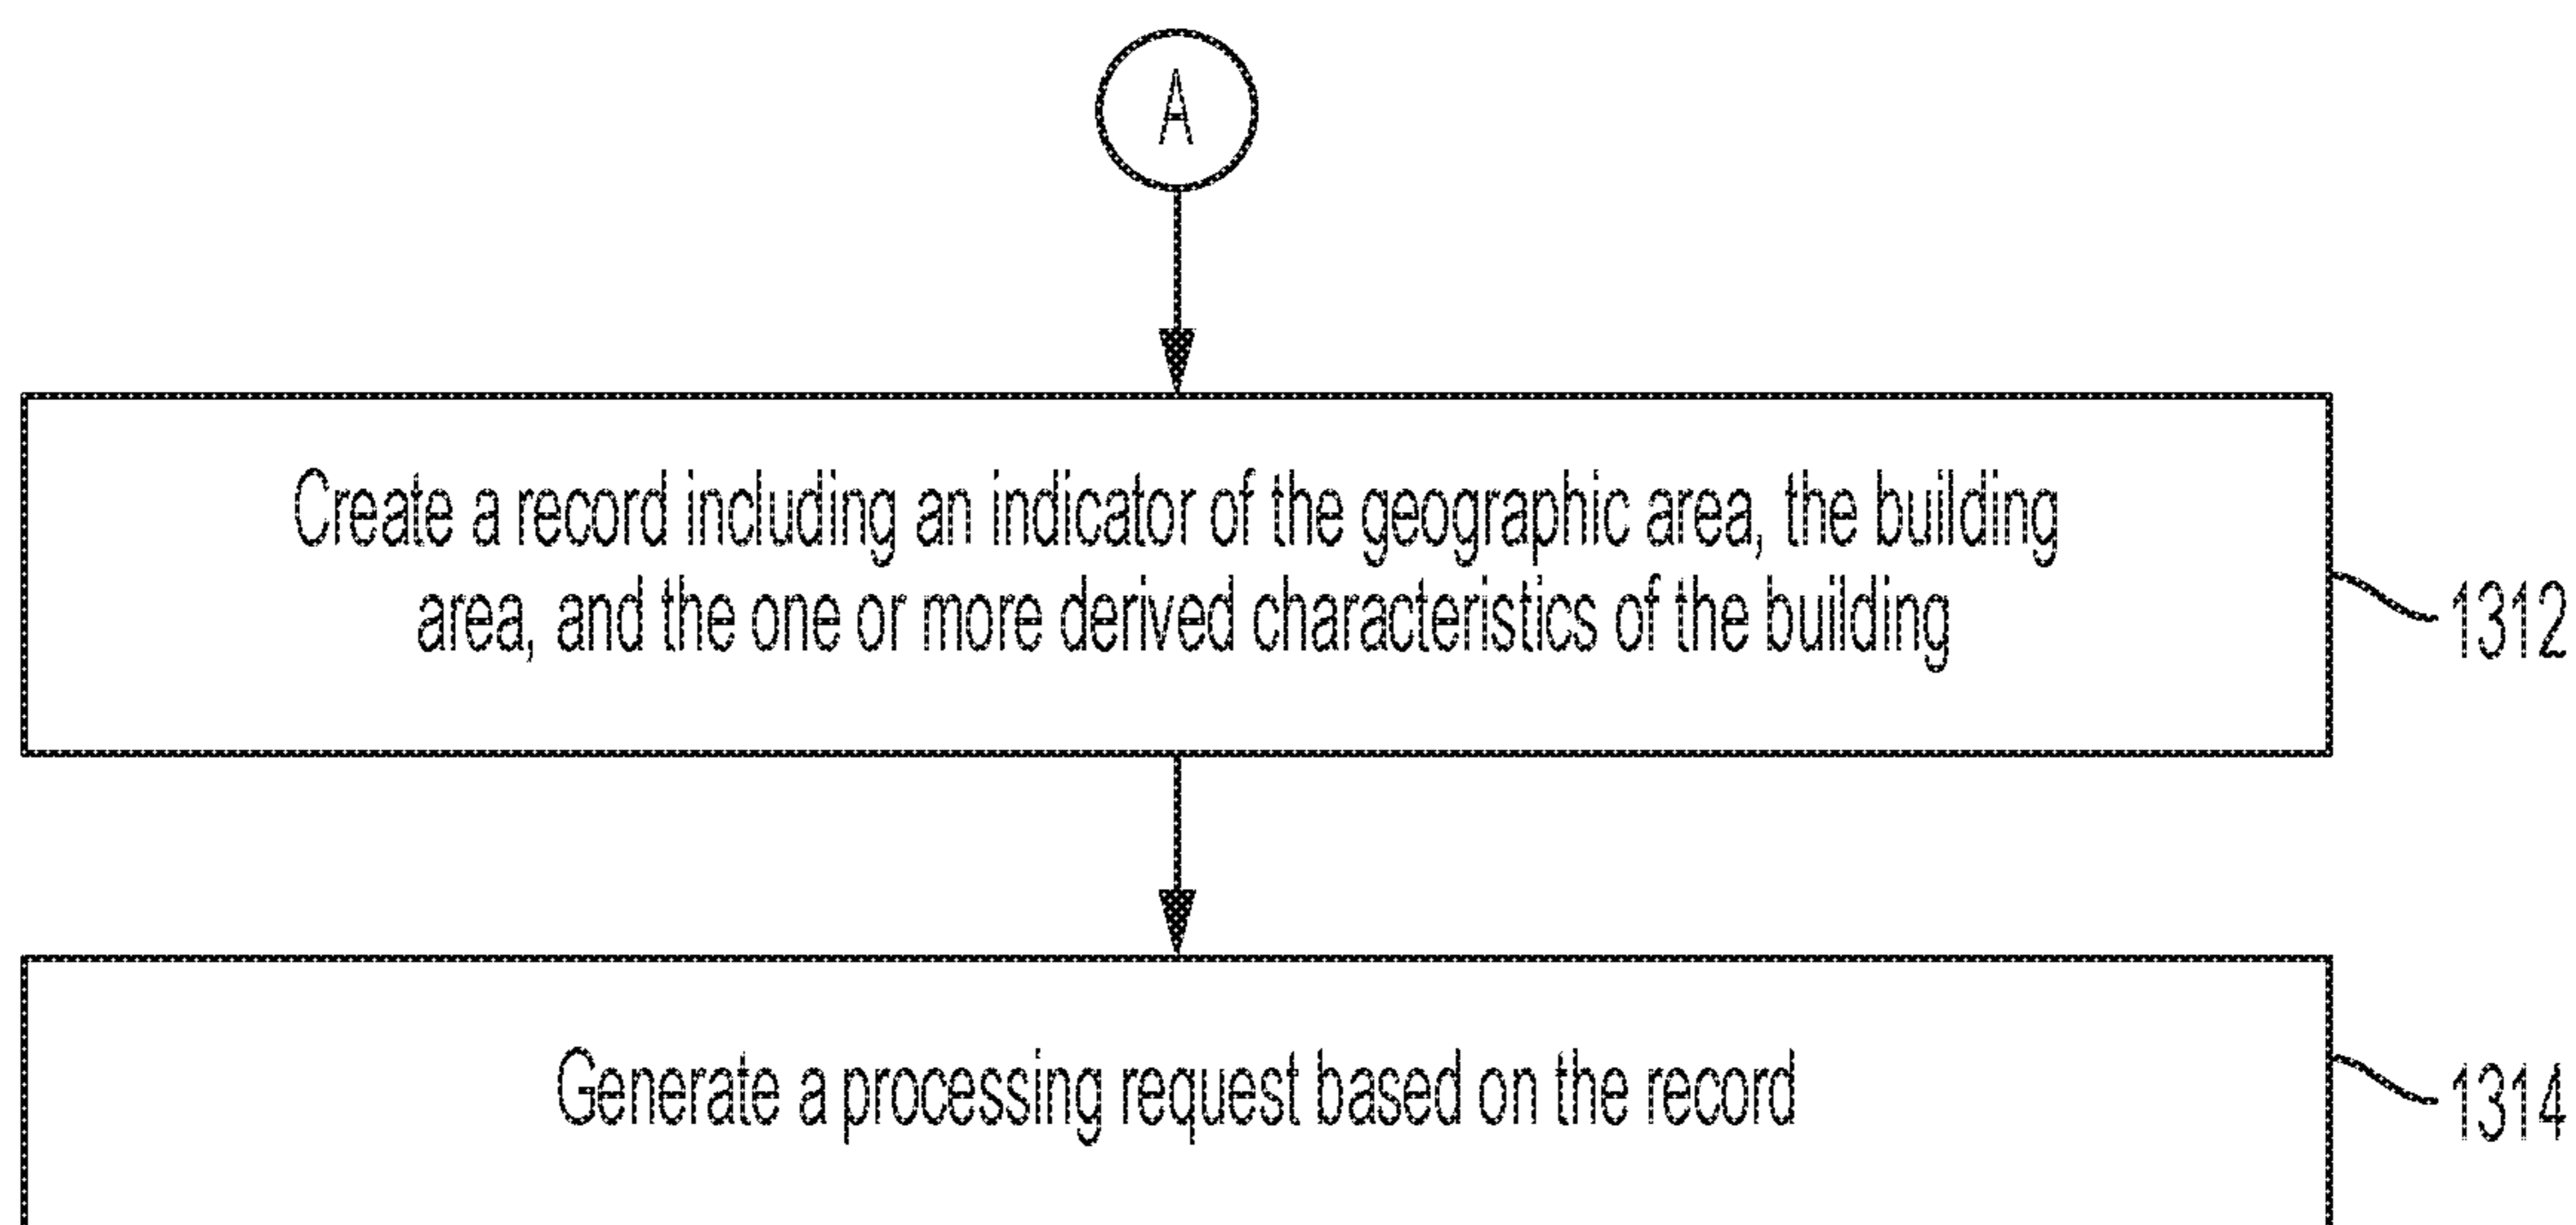 A
Create a record including an indicator of the geographic area, the building
area, and the one or more derived characteristics of the building
1312
Generate a processing request based on the record
1314